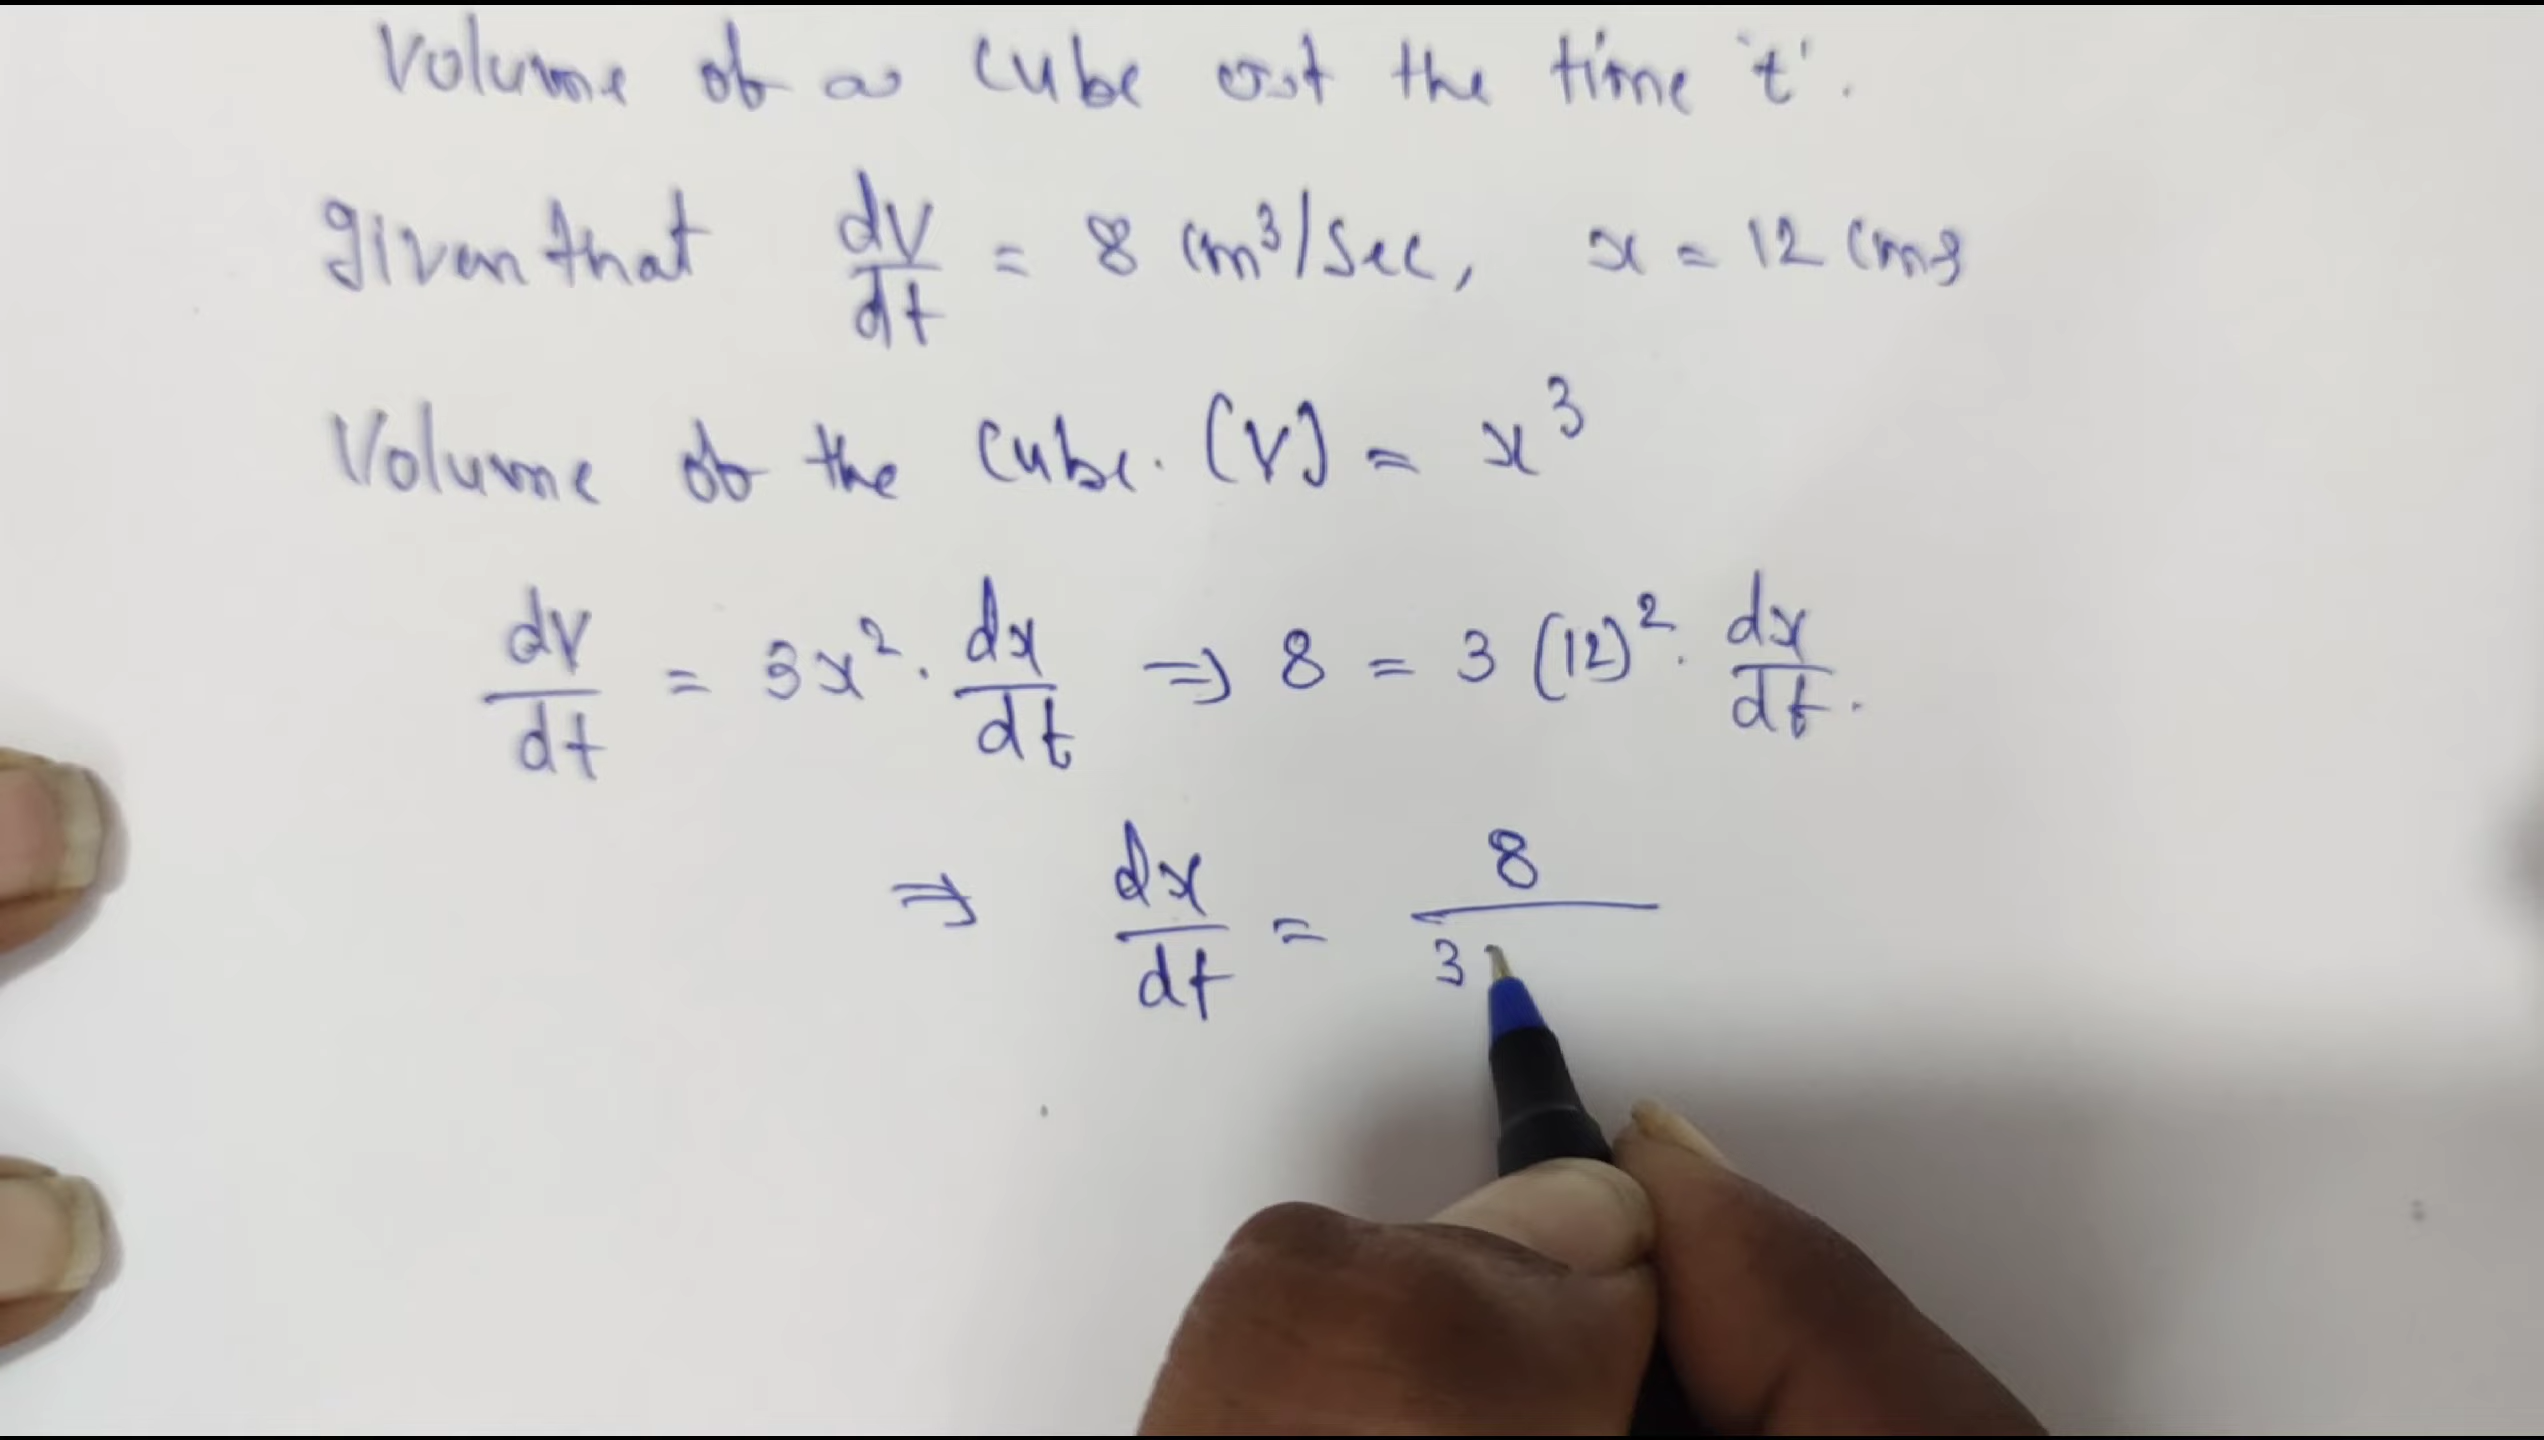 Volume of a cube at the time 't'.
given that dV/dt = 8 cm³/sec, x = 12 cms
Volume of the cube. (V) = x³
dV/dt = 3x² · dx/dt ⇒ 8 = 3 (12)² · dx/dt.
⇒ dx/dt = 8/3